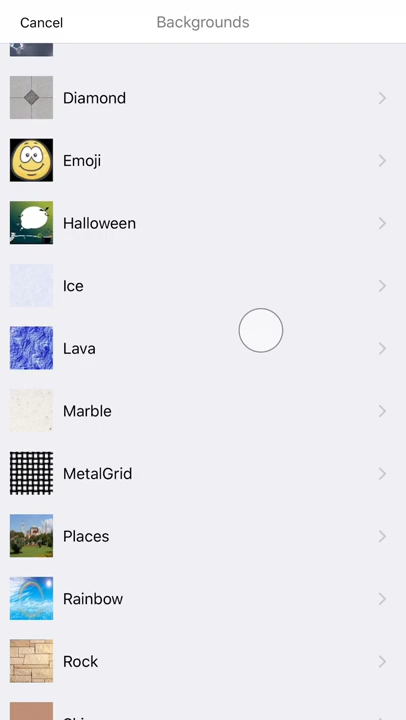 Cancel
Backgrounds
Diamond
Emoji
Halloween
Ice
Lava
Marble
MetalGrid
Places
Rainbow
Rock